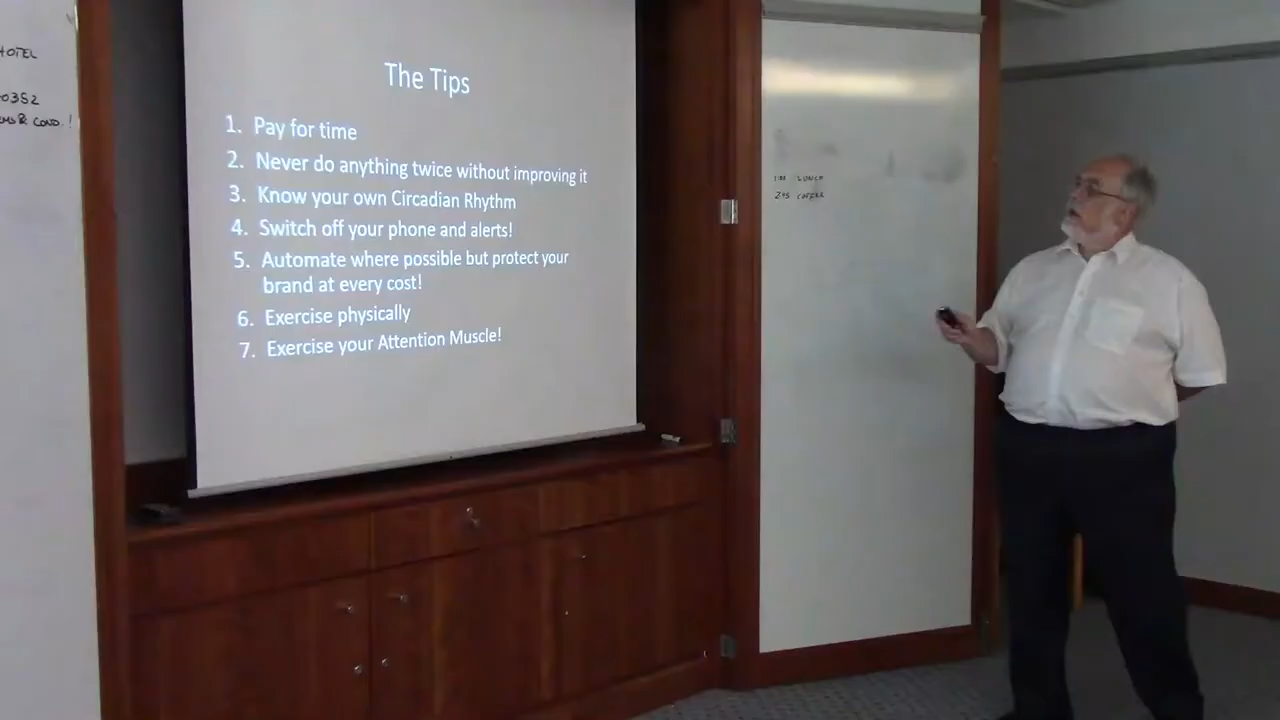 HOTEL
The Tips
1. Pay for time
2. Never do anything twice without improving it
3. Know your own Circadian Rhythm
4. Switch off your phone and alerts!
5. Automate where possible but protect your
brand at every cost!
6. Exercise physically
7. Exercise your Attention Muscle!
LUNCH
245 COFFEE